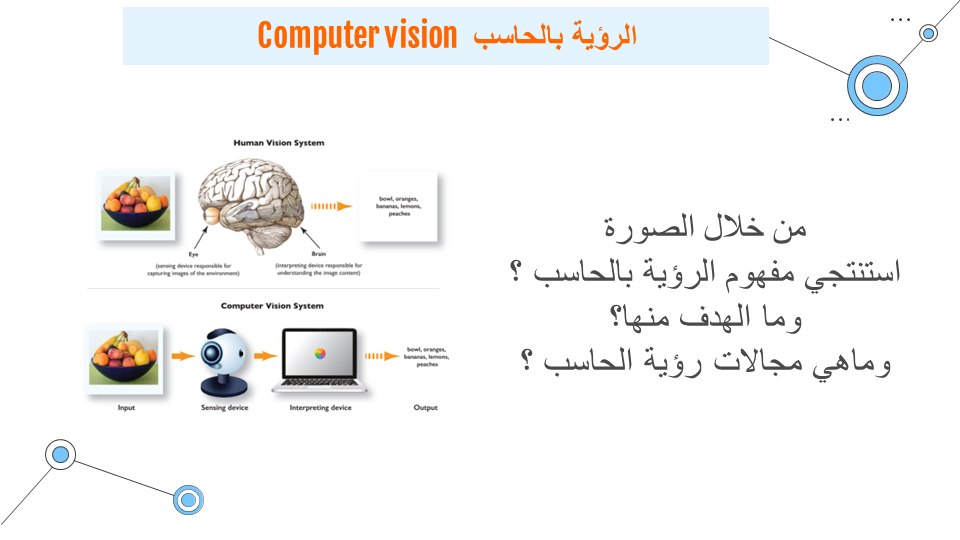 الرؤية بالحاسب Computer vision
Human Vision System
bowl, oranges,
bananas, lemons,
peaches
Eye
(sensing device responsible for
capturing images of the environment)
Brain
(interpreting device responsible for
understanding the image content)
Computer Vision System
bowl, oranges,
bananas, lemons,
peaches
Input
Sensing device
Interpreting device
Output
من خلال الصورة
استنتجي مفهوم الرؤية بالحاسب ؟
وما الهدف منها؟
وماهي مجالات رؤية الحاسب ؟